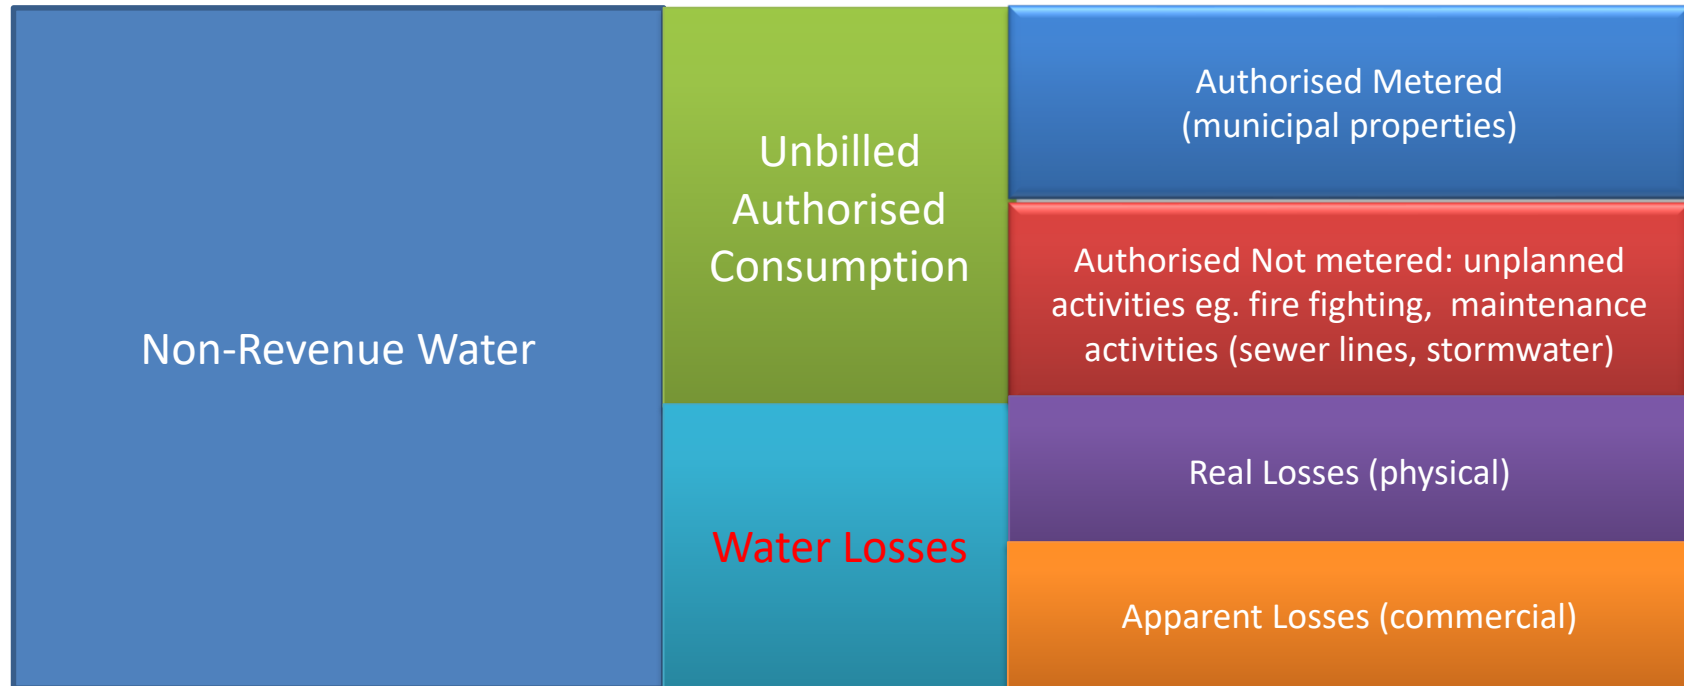 Non-Revenue Water
Unbilled
Authorised
Consumption
Water Losses
Authorised Metered
(municipal properties)
Authorised Not metered: unplanned
activities eg. fire fighting,  maintenance
activities (sewer lines, stormwater)
Real Losses (physical)
Apparent Losses (commercial)